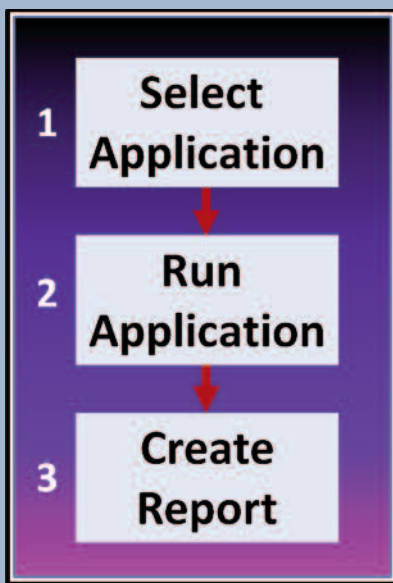 1
Select
Application
2
Run
Application
3
Create
Report